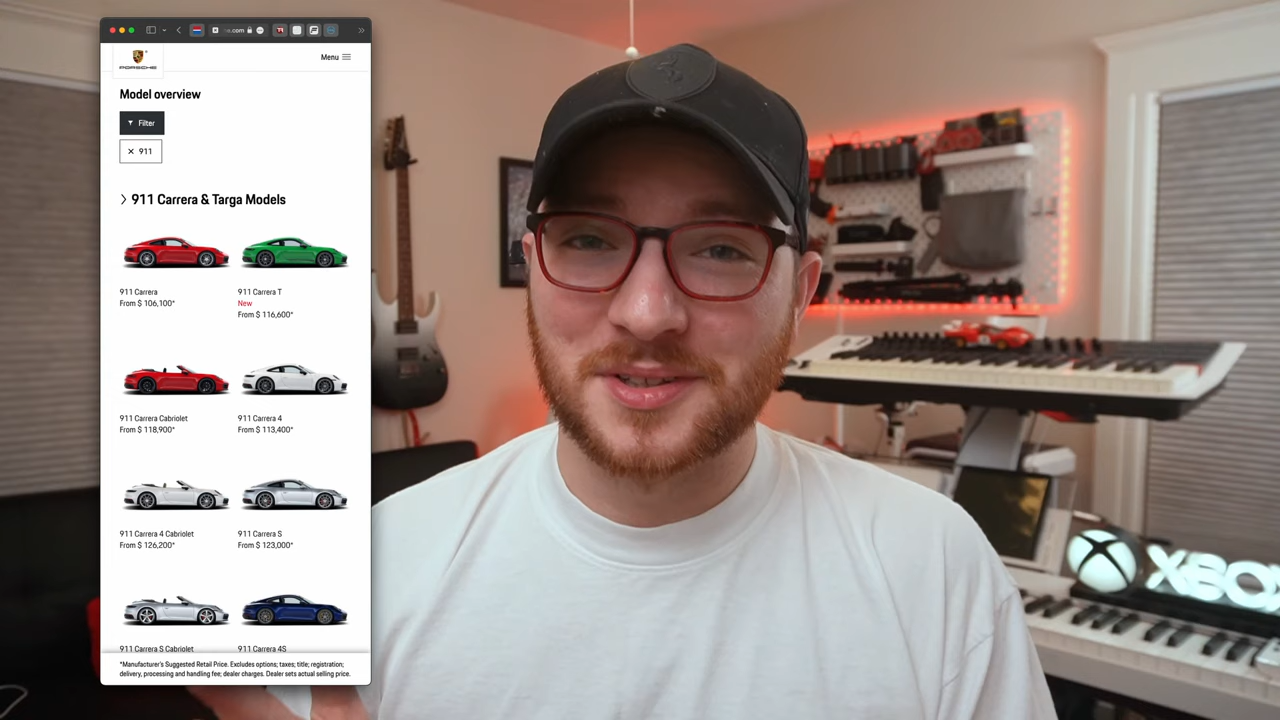 .com
PORSCHE
Menu
Model overview
Filter
× 911
911 Carrera & Targa Models
911 Carrera
From $ 106,100*
911 Carrera T
New
From $ 116,600*
911 Carrera Cabriolet
From $ 118,900*
911 Carrera 4
From $ 113,400*
911 Carrera 4 Cabriolet
From $ 126,200*
911 Carrera S
From $ 123,000*
911 Carrera S Cabriolet
911 Carrera 4S
*Manufacturer's Suggested Retail Price. Excludes options; taxes; title; registration;
delivery, processing and handling fee; dealer charges. Dealer sets actual selling price.
XBOX